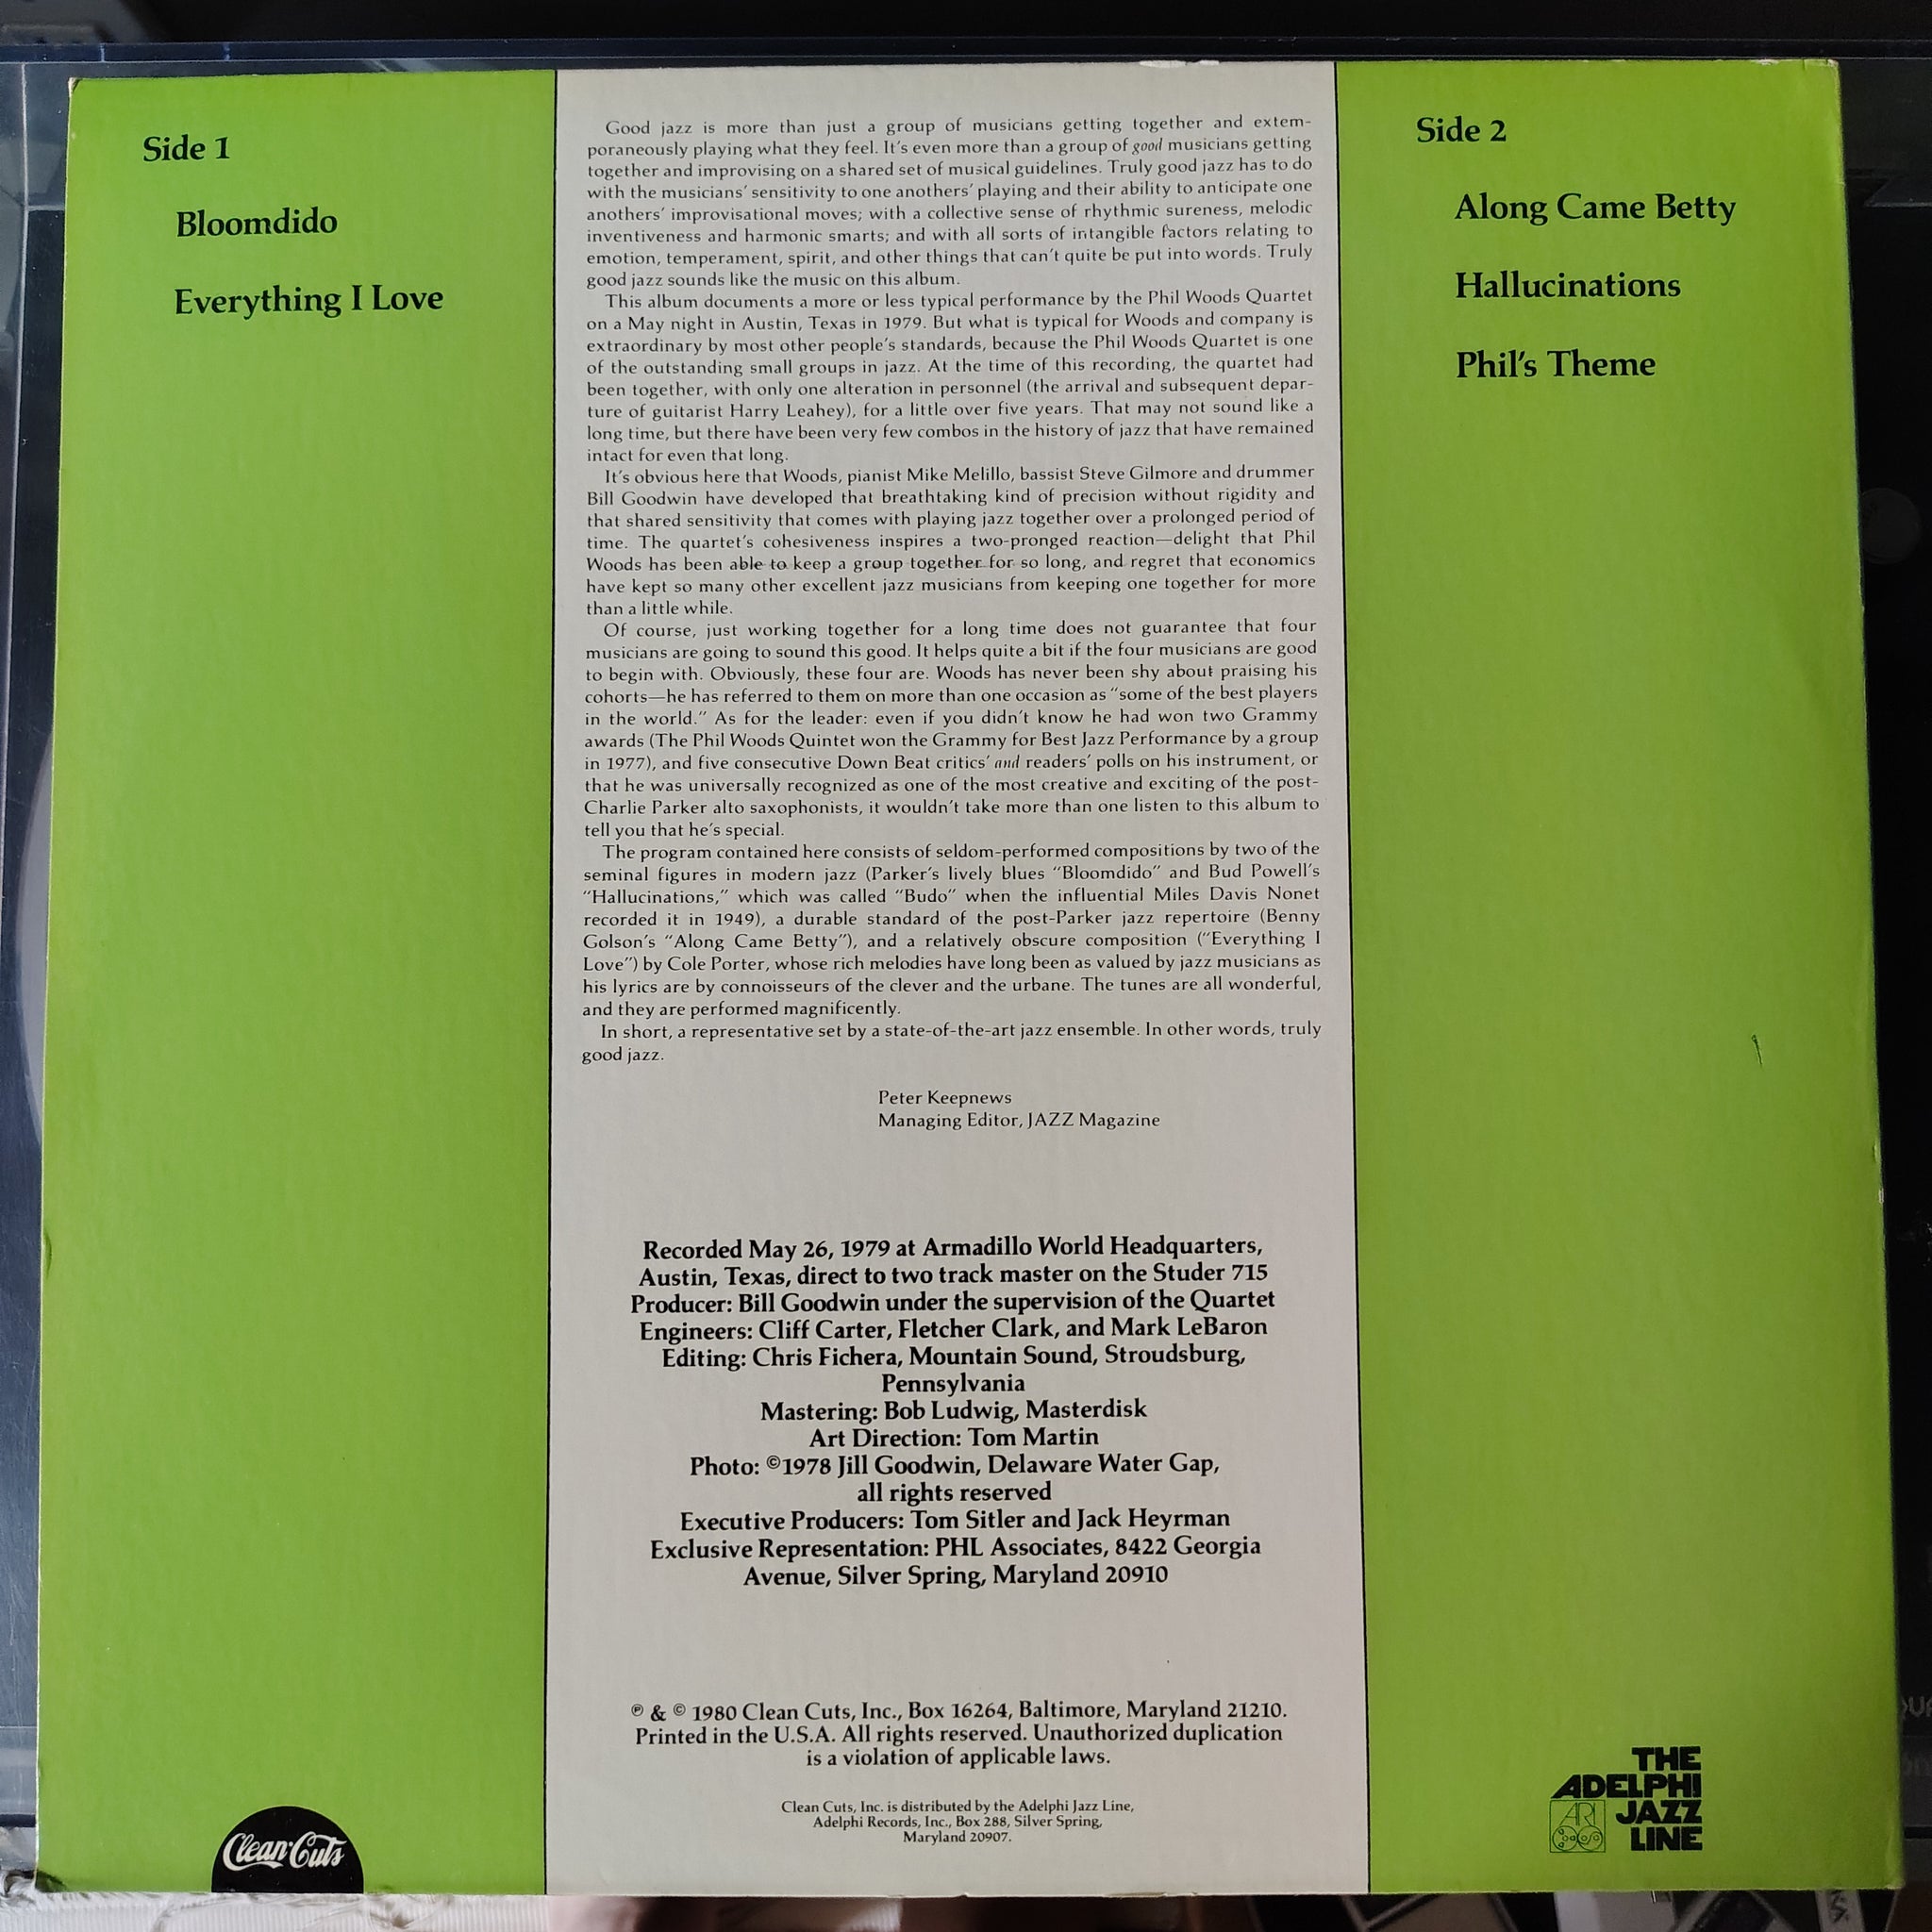 Side 1
Bloomdido
Everything I Love
Good jazz is more than just a group of musicians getting together and extem-
poraneously playing what they feel. It's even more than a group of good musicians getting
together and improvising on a shared set of musical guidelines. Truly good jazz has to do
with the musicians' sensitivity to one anothers' playing and their ability to anticipate one
anothers' improvisational moves; with a collective sense of rhythmic sureness, melodic
inventiveness and harmonic smarts; and with all sorts of intangible factors relating to
emotion, temperament, spirit, and other things that can't quite be put into words. Truly
good jazz sounds like the music on this album.
This album documents a more or less typical performance by the Phil Woods Quartet
on a May night in Austin, Texas in 1979. But what is typical for Woods and company is
extraordinary by most other people's standards, because the Phil Woods Quartet is one
of the outstanding small groups in jazz. At the time of this recording, the quartet had
been together, with only one alteration in personnel (the arrival and subsequent depar-
ture of guitarist Harry Leahey), for a little over five years. That may not sound like a
long time, but there have been very few combos in the history of jazz that have remained
intact for even that long.
It's obvious here that Woods, pianist Mike Melillo, bassist Steve Gilmore and drummer
Bill Goodwin have developed that breathtaking kind of precision without rigidity and
that shared sensitivity that comes with playing jazz together over a prolonged period of
time. The quartet's cohesiveness inspires a two-pronged reaction—delight that Phil
Woods has been able to keep a group together for so long, and regret that economics
have kept so many other excellent jazz musicians from keeping one together for more
than a little while.
Of course, just working together for a long time does not guarantee that four
musicians are going to sound this good. It helps quite a bit if the four musicians are good
to begin with. Obviously, these four are. Woods has never been shy about praising his
cohorts—he has referred to them on more than one occasion as "some of the best players
in the world." As for the leader: even if you didn't know he had won two Grammy
awards (The Phil Woods Quintet won the Grammy for Best Jazz Performance by a group
in 1977), and five consecutive Down Beat critics' and readers' polls on his instrument, or
that he was universally recognized as one of the most creative and exciting of the post-
Charlie Parker alto saxophonists, it wouldn't take more than one listen to this album to
tell you that he's special.
The program contained here consists of seldom-performed compositions by two of the
seminal figures in modern jazz (Parker's lively blues "Bloomdido" and Bud Powell's
"Hallucinations," which was called "Budo" when the influential Miles Davis Nonet
recorded it in 1949), a durable standard of the post-Parker jazz repertoire (Benny
Golson's "Along Came Betty"), and a relatively obscure composition ("Everything I
Love") by Cole Porter, whose rich melodies have long been as valued by jazz musicians as
his lyrics are by connoisseurs of the clever and the urbane. The tunes are all wonderful,
and they are performed magnificently.
In short, a representative set by a state-of-the-art jazz ensemble. In other words, truly
good jazz.
Peter Keepnews
Managing Editor, JAZZ Magazine
Recorded May 26, 1979 at Armadillo World Headquarters,
Austin, Texas, direct to two track master on the Studer 715
Producer: Bill Goodwin under the supervision of the Quartet
Engineers: Cliff Carter, Fletcher Clark, and Mark LeBaron
Editing: Chris Fichera, Mountain Sound, Stroudsburg,
Pennsylvania
Mastering: Bob Ludwig, Masterdisk
Art Direction: Tom Martin
Photo: ©1978 Jill Goodwin, Delaware Water Gap,
all rights reserved
Executive Producers: Tom Sitler and Jack Heyrman
Exclusive Representation: PHL Associates, 8422 Georgia
Avenue, Silver Spring, Maryland 20910
℗ & © 1980 Clean Cuts, Inc., Box 16264, Baltimore, Maryland 21210.
Printed in the U.S.A. All rights reserved. Unauthorized duplication
is a violation of applicable laws.
Clean Cuts, Inc. is distributed by the Adelphi Jazz Line,
Adelphi Records, Inc., Box 288, Silver Spring,
Maryland 20907.
Side 2
Along Came Betty
Hallucinations
Phil's Theme
Clean Cuts
THE
ADELPHI
JAZZ
LINE